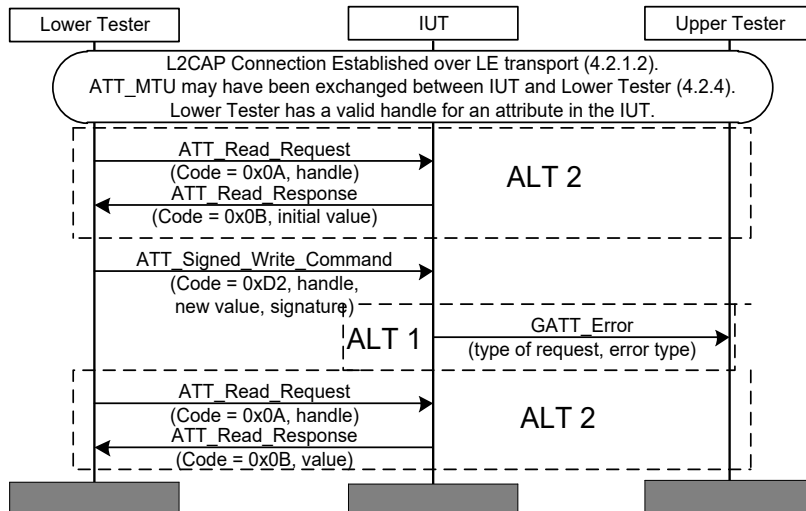 Lower Tester
IUT
Upper Tester
L2CAP Connection Established over LE transport (4.2.1.2).
ATT_MTU may have been exchanged between IUT and Lower Tester (4.2.4).
Lower Tester has a valid handle for an attribute in the IUT.
ATT_Read_Request
(Code = 0x0A, handle)
ALT 2
ATT_Read_Response
(Code = 0x0B, initial value)
ATT_Signed_Write_Command
(Code = 0xD2, handle,
new value, signature)
ALT 1
GATT_Error
(type of request, error type)
ATT_Read_Request
(Code = 0x0A, handle)
ALT 2
ATT_Read_Response
(Code = 0x0B, value)